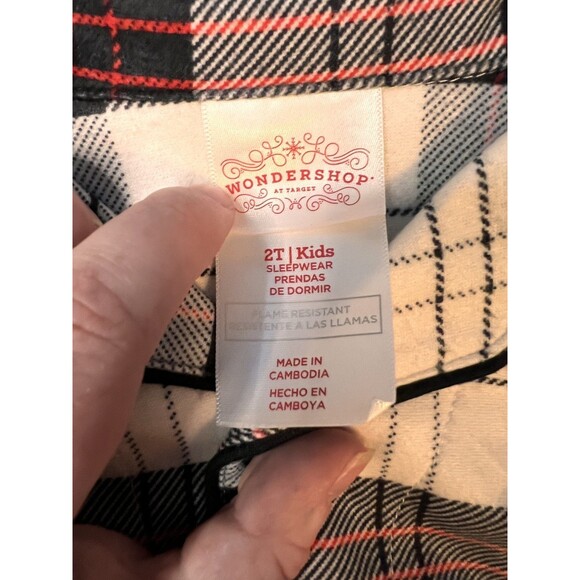 WONDERSHOP
AT TARGET
2T | Kids
SLEEPWEAR
PRENDAS
DE DORMIR
FLAME RESISTANT
RESISTENTE A LAS LLAMAS
MADE IN
CAMBODIA
HECHO EN
CAMBOYA